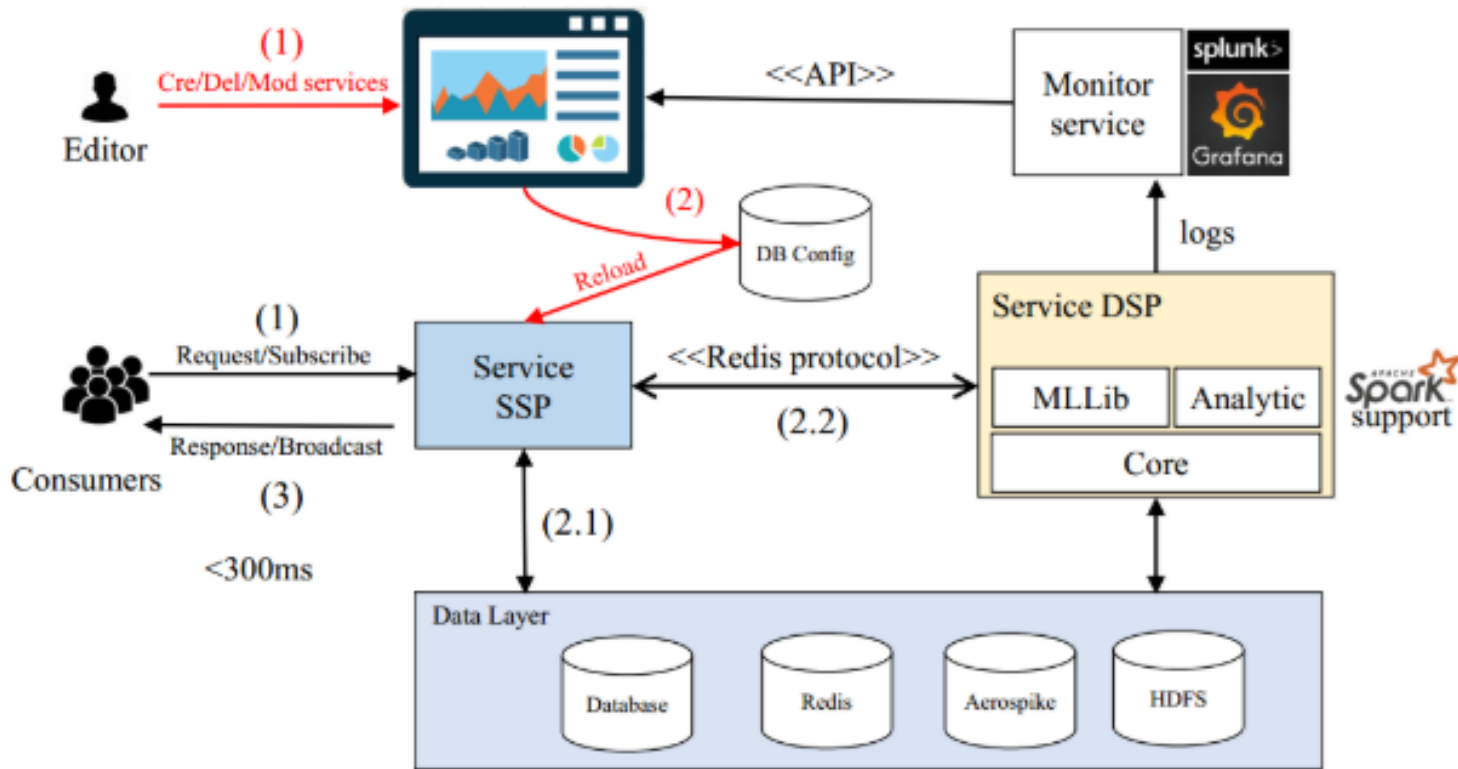 (1)
Cre/Del/Mod services
Editor
<<API>>
Monitor
service
splunk>
Grafana
(2)
DB Config
Reload
logs
(1)
Request/Subscribe
Service
SSP
<<Redis protocol>>
(2.2)
Service DSP
MLLib
Analytic
Core
APACHE
Spark
support
Response/Broadcast
Consumers
(3)
<300ms
(2.1)
Data Layer
Database
Redis
Aerospike
HDFS